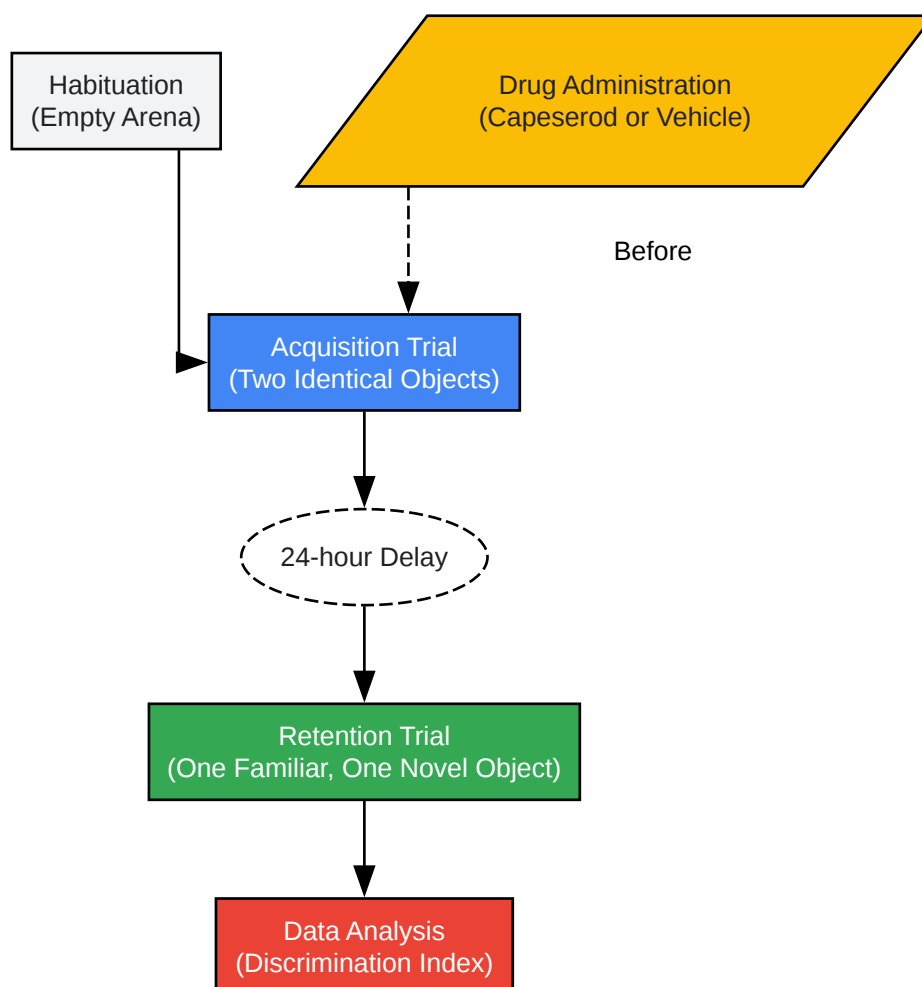 Habituation
(Empty Arena)
Drug Administration
(Capeserod or Vehicle)
Before
Acquisition Trial
(Two Identical Objects)
24-hour Delay
Retention Trial
(One Familiar, One Novel Object)
Data Analysis
(Discrimination Index)